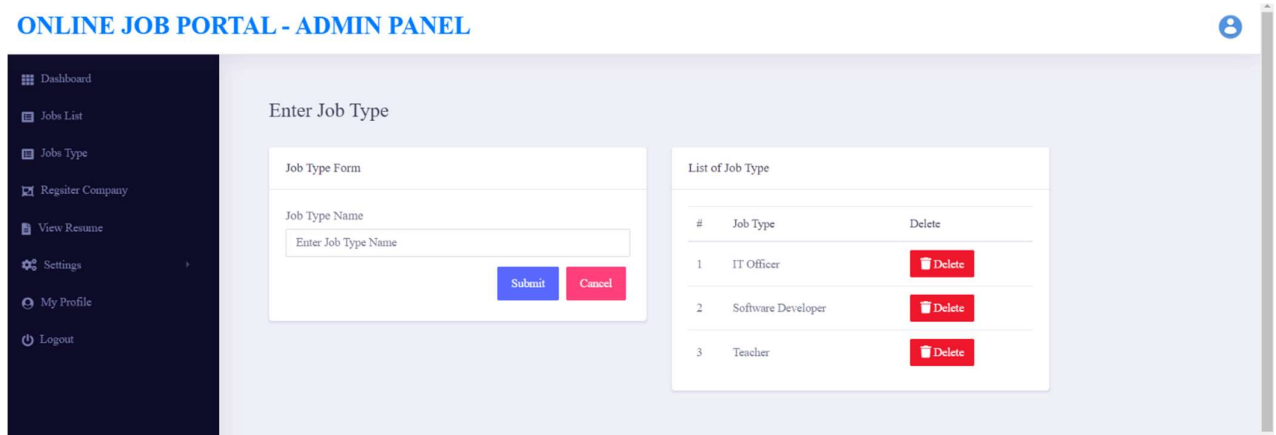 ONLINE JOB PORTAL - ADMIN PANEL
Dashboard
Jobs List
Jobs Type
Regsiter Company
View Resume
Settings
My Profile
Logout
Enter Job Type
Job Type Form
Job Type Name
Enter Job Type Name
Submit Cancel
List of Job Type
# Job Type Delete
1 IT Officer Delete
2 Software Developer Delete
3 Teacher Delete